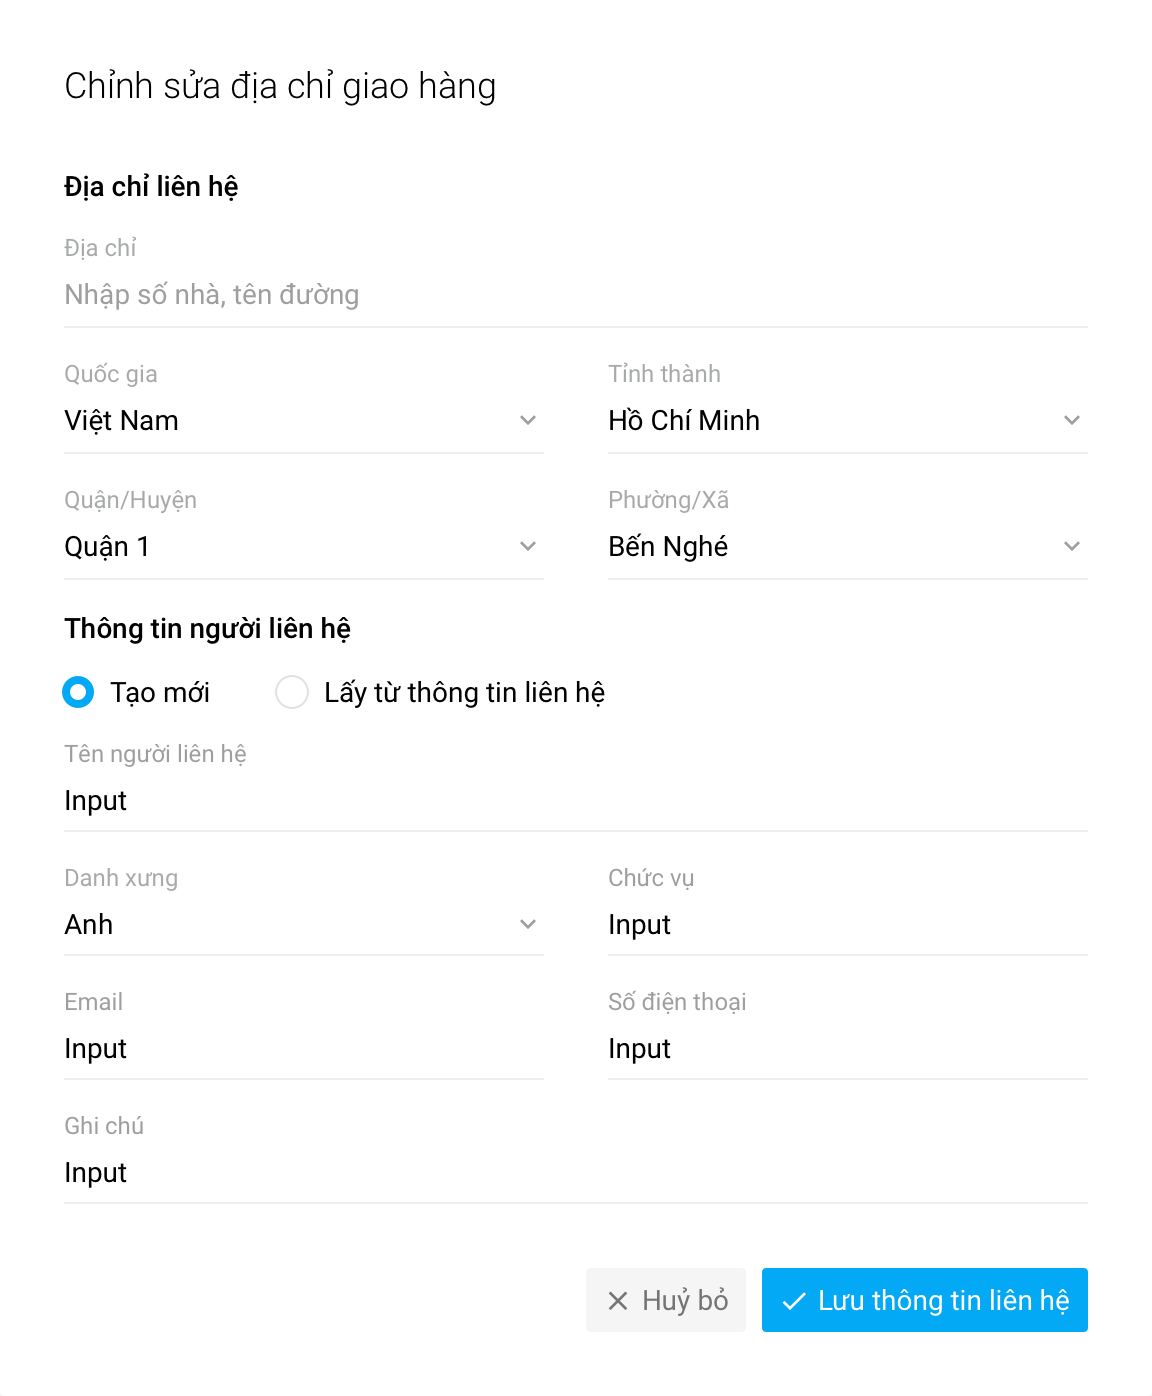 Chỉnh sửa địa chỉ giao hàng
Địa chỉ liên hệ
Địa chỉ
Nhập số nhà, tên đường
Quốc gia
Việt Nam
Tỉnh thành
Hồ Chí Minh
Quận/Huyện
Quận 1
Phường/Xã
Bến Nghé
Thông tin người liên hệ
Tạo mới
Lấy từ thông tin liên hệ
Tên người liên hệ
Input
Danh xưng
Anh
Chức vụ
Input
Email
Input
Số điện thoại
Input
Ghi chú
Input
Huỷ bỏ
Lưu thông tin liên hệ